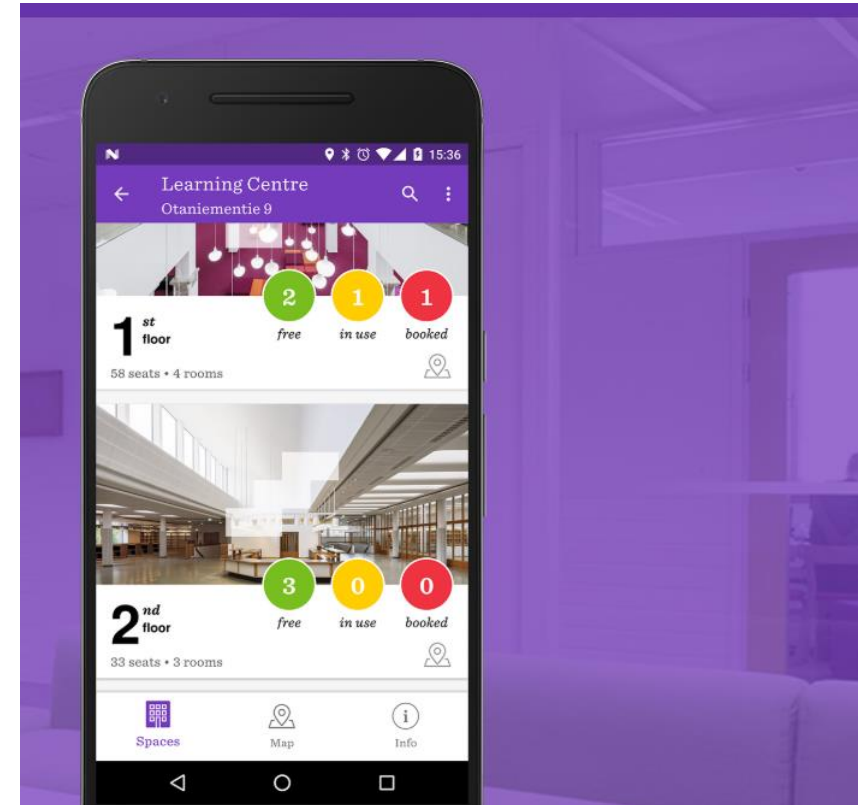 15:36
Learning Centre
Otaniementie 9
2 1 1
1st floor
free in use booked
58 seats • 4 rooms
3 0 0
2nd floor
free in use booked
33 seats • 3 rooms
Spaces Map Info